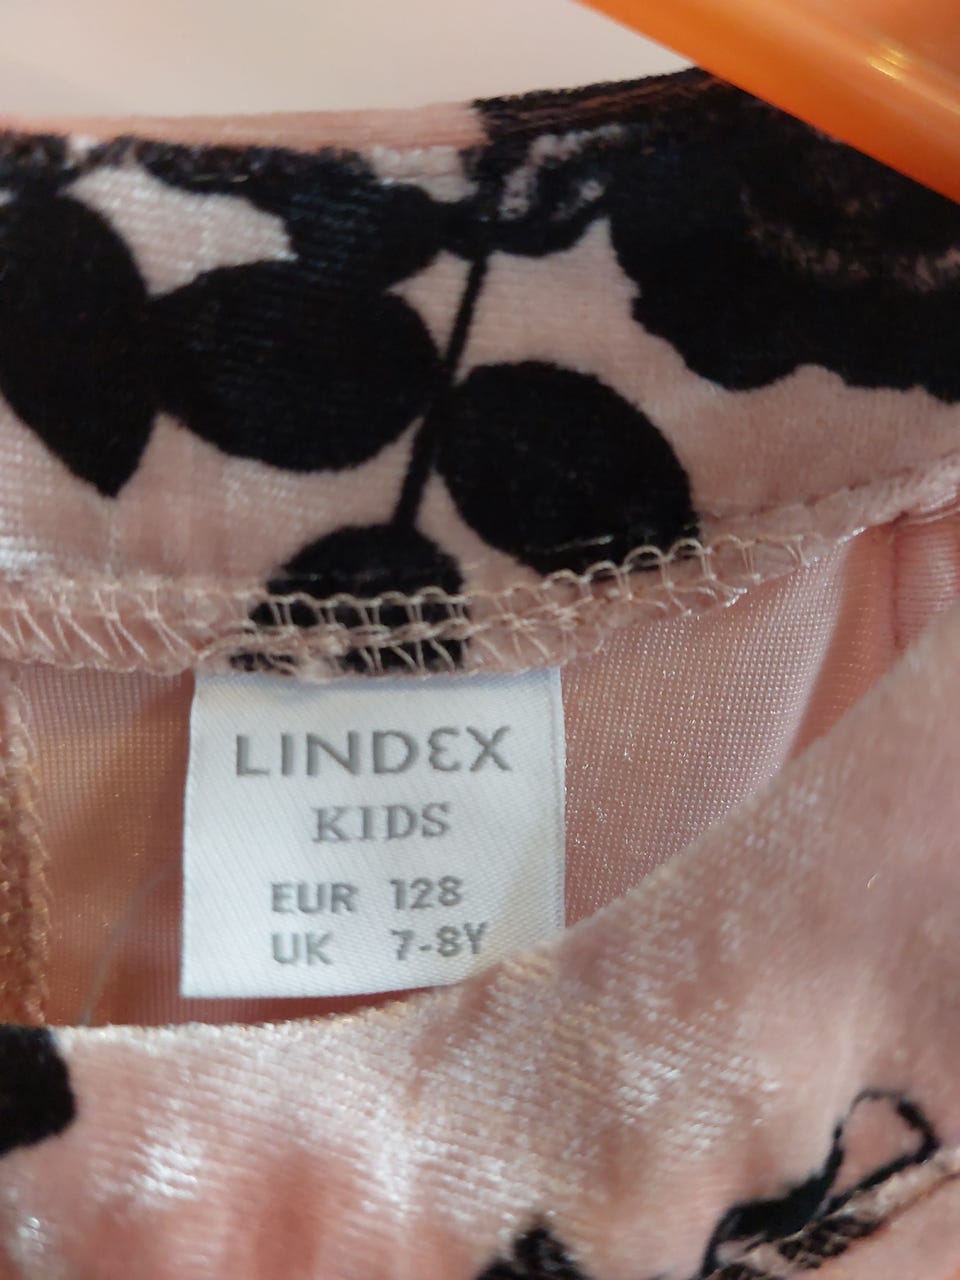 LINDEX
KIDS
EUR 128
UK 7-8Y